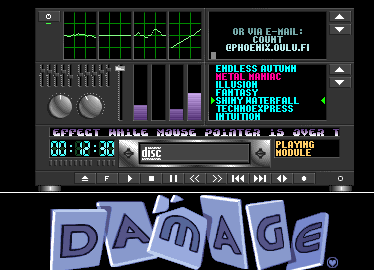 OR VIA E-MAIL:
COUNT
@PHOENIX.OULU.FI
ENDLESS AUTUMN
METAL MANIAC
ILLUSION
FANTASY
SHINY WATERFALL
TECHNOEXPRESS
INTUITION
EFFECT WHILE MOUSE POINTER IS OVER T
00:12:30
disc
PLAYING
MODULE
F
DAMAGE